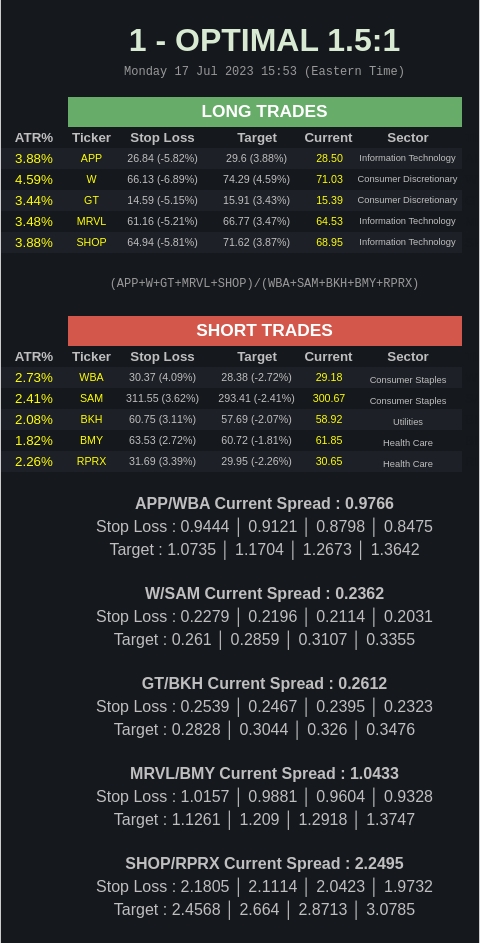 1 - OPTIMAL 1.5:1
Monday 17 Jul 2023 15:53 (Eastern Time)
LONG TRADES
ATR% Ticker Stop Loss Target Current Sector
3.88% APP 26.84 (-5.82%) 29.6 (3.88%) 28.50 Information Technology
4.59% W 66.13 (-6.89%) 74.29 (4.59%) 71.03 Consumer Discretionary
3.44% GT 14.59 (-5.15%) 15.91 (3.43%) 15.39 Consumer Discretionary
3.48% MRVL 61.16 (-5.21%) 66.77 (3.47%) 64.53 Information Technology
3.88% SHOP 64.94 (-5.81%) 71.62 (3.87%) 68.95 Information Technology
(APP+W+GT+MRVL+SHOP)/(WBA+SAM+BKH+BMY+RPRX)
SHORT TRADES
ATR% Ticker Stop Loss Target Current Sector
2.73% WBA 30.37 (4.09%) 28.38 (-2.72%) 29.18 Consumer Staples
2.41% SAM 311.55 (3.62%) 293.41 (-2.41%) 300.67 Consumer Staples
2.08% BKH 60.75 (3.11%) 57.69 (-2.07%) 58.92 Utilities
1.82% BMY 63.53 (2.72%) 60.72 (-1.81%) 61.85 Health Care
2.26% RPRX 31.69 (3.39%) 29.95 (-2.26%) 30.65 Health Care
APP/WBA Current Spread : 0.9766
Stop Loss : 0.9444 │ 0.9121 │ 0.8798 │ 0.8475
Target : 1.0735 │ 1.1704 │ 1.2673 │ 1.3642
W/SAM Current Spread : 0.2362
Stop Loss : 0.2279 │ 0.2196 │ 0.2114 │ 0.2031
Target : 0.261 │ 0.2859 │ 0.3107 │ 0.3355
GT/BKH Current Spread : 0.2612
Stop Loss : 0.2539 │ 0.2467 │ 0.2395 │ 0.2323
Target : 0.2828 │ 0.3044 │ 0.326 │ 0.3476
MRVL/BMY Current Spread : 1.0433
Stop Loss : 1.0157 │ 0.9881 │ 0.9604 │ 0.9328
Target : 1.1261 │ 1.209 │ 1.2918 │ 1.3747
SHOP/RPRX Current Spread : 2.2495
Stop Loss : 2.1805 │ 2.1114 │ 2.0423 │ 1.9732
Target : 2.4568 │ 2.664 │ 2.8713 │ 3.0785